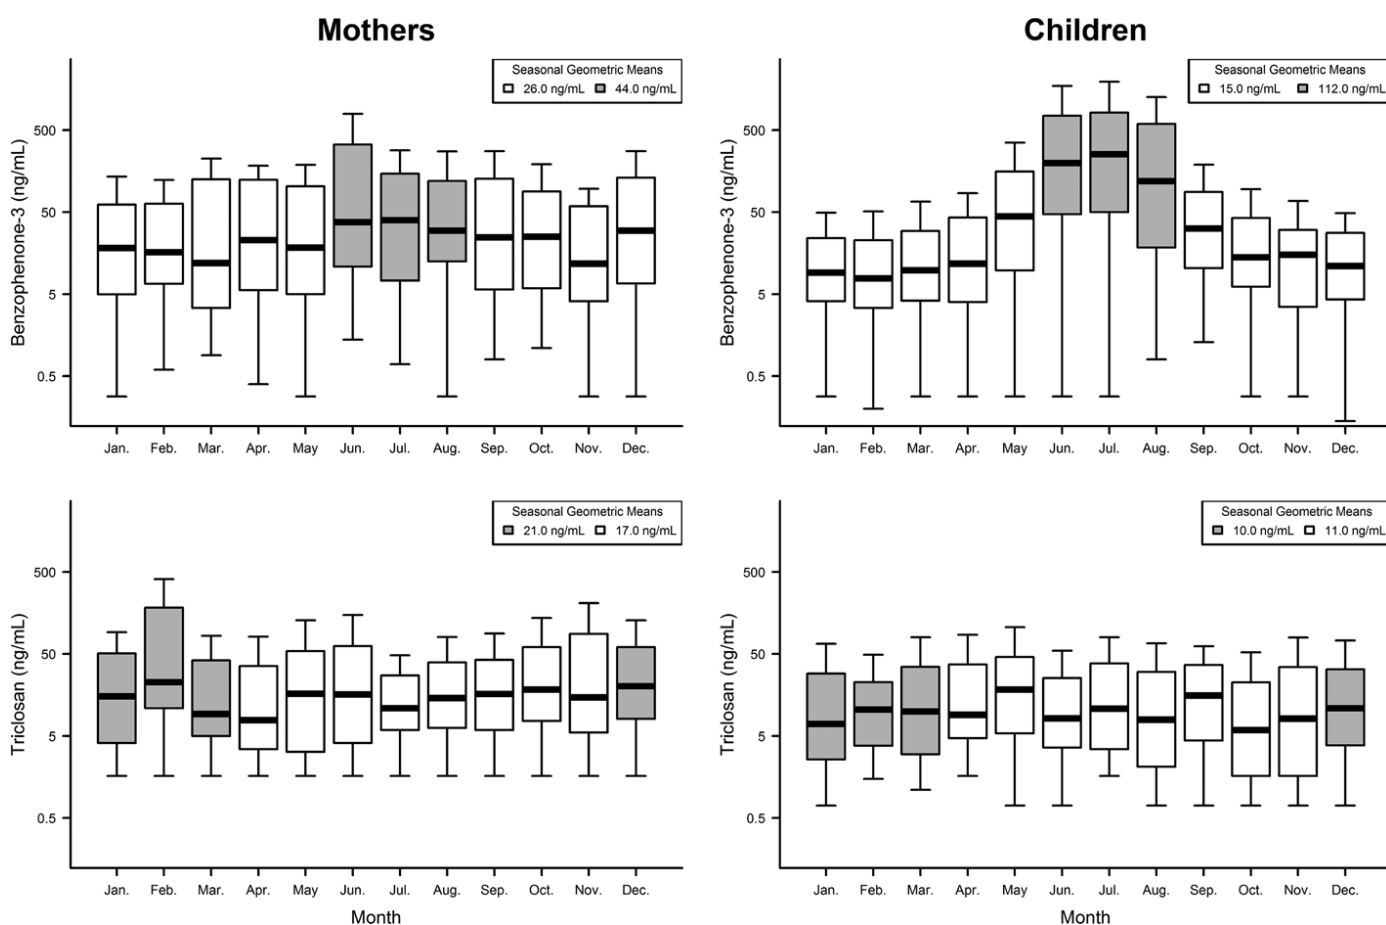 Mothers
Children
Seasonal Geometric Means
26.0 ng/mL 44.0 ng/mL
Seasonal Geometric Means
15.0 ng/mL 112.0 ng/mL
Benzophenone-3 (ng/mL)
500
50
5
0.5
Jan. Feb. Mar. Apr. May Jun. Jul. Aug. Sep. Oct. Nov. Dec.
Benzophenone-3 (ng/mL)
500
50
5
0.5
Jan. Feb. Mar. Apr. May Jun. Jul. Aug. Sep. Oct. Nov. Dec.
Seasonal Geometric Means
21.0 ng/mL 17.0 ng/mL
Seasonal Geometric Means
10.0 ng/mL 11.0 ng/mL
Triclosan (ng/mL)
500
50
5
0.5
Jan. Feb. Mar. Apr. May Jun. Jul. Aug. Sep. Oct. Nov. Dec.
Month
Triclosan (ng/mL)
500
50
5
0.5
Jan. Feb. Mar. Apr. May Jun. Jul. Aug. Sep. Oct. Nov. Dec.
Month